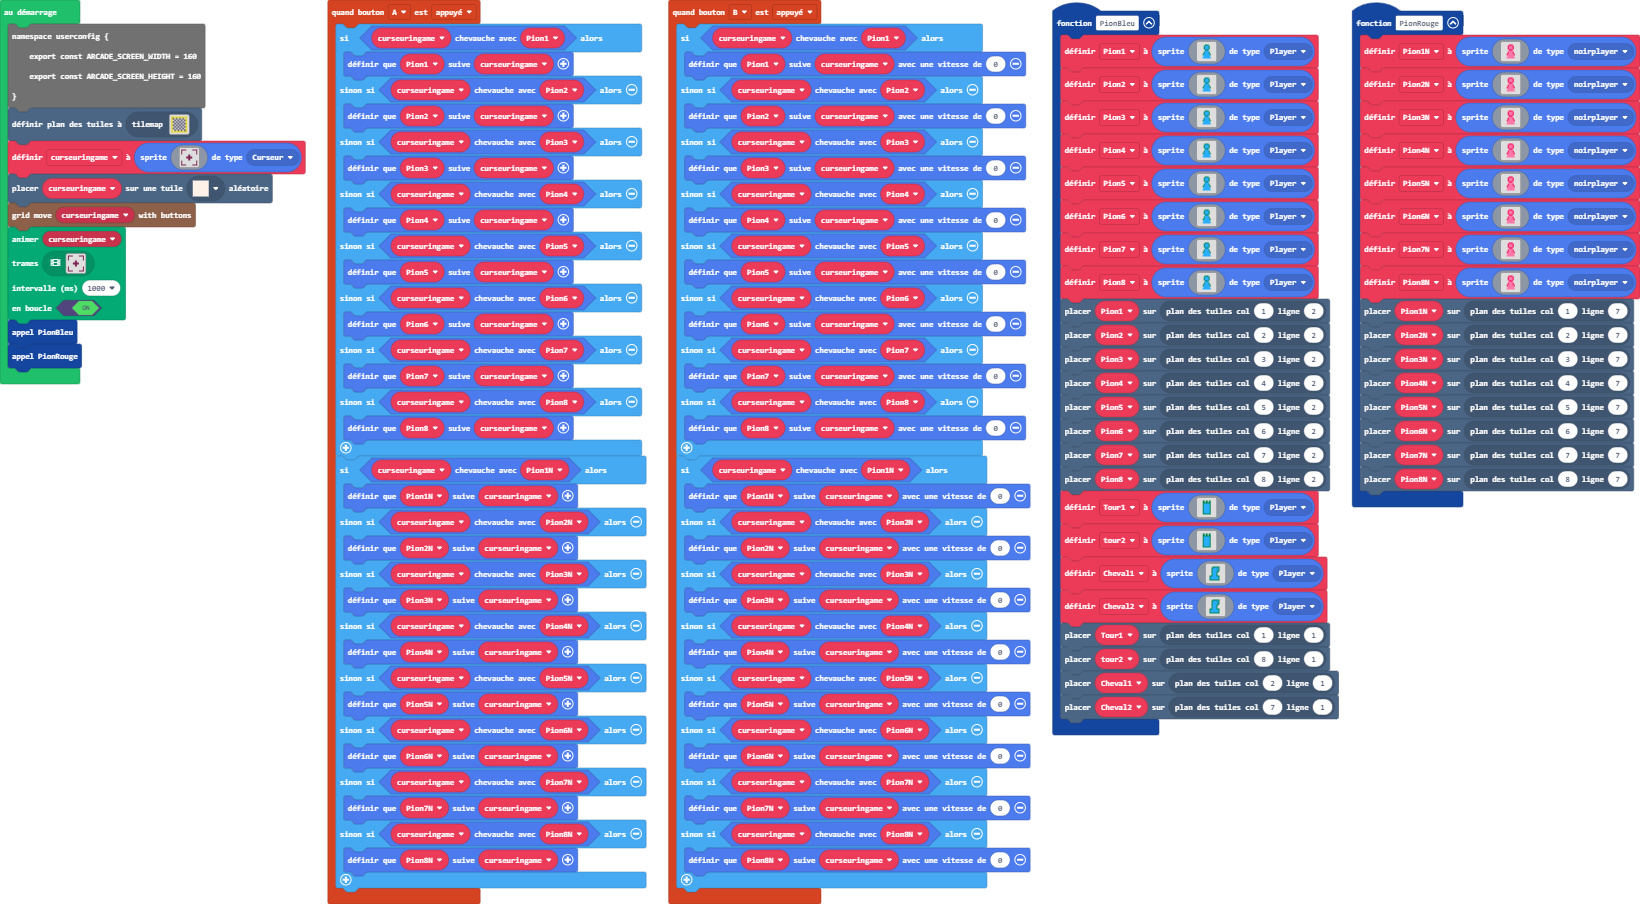 au démarrage
namespace userconfig {
export const ARCADE_SCREEN_WIDTH = 160
export const ARCADE_SCREEN_HEIGHT = 160
}
définir plan des tuiles à tilemap
définir curseuringame à sprite de type Curseur
placer curseuringame sur une tuile aléatoire
grid move curseuringame with buttons
animer curseuringame
trames
intervalle (ms) 1000
en boucle ON
appel PionBleu
appel PionRouge
quand bouton A est appuyé
si curseuringame chevauche avec Pion1 alors
définir que Pion1 suive curseuringame
sinon si curseuringame chevauche avec Pion2 alors
définir que Pion2 suive curseuringame
sinon si curseuringame chevauche avec Pion3 alors
définir que Pion3 suive curseuringame
sinon si curseuringame chevauche avec Pion4 alors
définir que Pion4 suive curseuringame
sinon si curseuringame chevauche avec Pion5 alors
définir que Pion5 suive curseuringame
sinon si curseuringame chevauche avec Pion6 alors
définir que Pion6 suive curseuringame
sinon si curseuringame chevauche avec Pion7 alors
définir que Pion7 suive curseuringame
sinon si curseuringame chevauche avec Pion8 alors
définir que Pion8 suive curseuringame
si curseuringame chevauche avec Pion1N alors
définir que Pion1N suive curseuringame
sinon si curseuringame chevauche avec Pion2N alors
définir que Pion2N suive curseuringame
sinon si curseuringame chevauche avec Pion3N alors
définir que Pion3N suive curseuringame
sinon si curseuringame chevauche avec Pion4N alors
définir que Pion4N suive curseuringame
sinon si curseuringame chevauche avec Pion5N alors
définir que Pion5N suive curseuringame
sinon si curseuringame chevauche avec Pion6N alors
définir que Pion6N suive curseuringame
sinon si curseuringame chevauche avec Pion7N alors
définir que Pion7N suive curseuringame
sinon si curseuringame chevauche avec Pion8N alors
définir que Pion8N suive curseuringame
quand bouton B est appuyé
si curseuringame chevauche avec Pion1 alors
définir que Pion1 suive curseuringame avec une vitesse de 0
sinon si curseuringame chevauche avec Pion2 alors
définir que Pion2 suive curseuringame avec une vitesse de 0
sinon si curseuringame chevauche avec Pion3 alors
définir que Pion3 suive curseuringame avec une vitesse de 0
sinon si curseuringame chevauche avec Pion4 alors
définir que Pion4 suive curseuringame avec une vitesse de 0
sinon si curseuringame chevauche avec Pion5 alors
définir que Pion5 suive curseuringame avec une vitesse de 0
sinon si curseuringame chevauche avec Pion6 alors
définir que Pion6 suive curseuringame avec une vitesse de 0
sinon si curseuringame chevauche avec Pion7 alors
définir que Pion7 suive curseuringame avec une vitesse de 0
sinon si curseuringame chevauche avec Pion8 alors
définir que Pion8 suive curseuringame avec une vitesse de 0
si curseuringame chevauche avec Pion1N alors
définir que Pion1N suive curseuringame avec une vitesse de 0
sinon si curseuringame chevauche avec Pion2N alors
définir que Pion2N suive curseuringame avec une vitesse de 0
sinon si curseuringame chevauche avec Pion3N alors
définir que Pion3N suive curseuringame avec une vitesse de 0
sinon si curseuringame chevauche avec Pion4N alors
définir que Pion4N suive curseuringame avec une vitesse de 0
sinon si curseuringame chevauche avec Pion5N alors
définir que Pion5N suive curseuringame avec une vitesse de 0
sinon si curseuringame chevauche avec Pion6N alors
définir que Pion6N suive curseuringame avec une vitesse de 0
sinon si curseuringame chevauche avec Pion7N alors
définir que Pion7N suive curseuringame avec une vitesse de 0
sinon si curseuringame chevauche avec Pion8N alors
définir que Pion8N suive curseuringame avec une vitesse de 0
fonction PionBleu
définir Pion1 à sprite de type Player
définir Pion2 à sprite de type Player
définir Pion3 à sprite de type Player
définir Pion4 à sprite de type Player
définir Pion5 à sprite de type Player
définir Pion6 à sprite de type Player
définir Pion7 à sprite de type Player
définir Pion8 à sprite de type Player
placer Pion1 sur plan des tuiles col 1 ligne 2
placer Pion2 sur plan des tuiles col 2 ligne 2
placer Pion3 sur plan des tuiles col 3 ligne 2
placer Pion4 sur plan des tuiles col 4 ligne 2
placer Pion5 sur plan des tuiles col 5 ligne 2
placer Pion6 sur plan des tuiles col 6 ligne 2
placer Pion7 sur plan des tuiles col 7 ligne 2
placer Pion8 sur plan des tuiles col 8 ligne 2
définir Tour1 à sprite de type Player
définir tour2 à sprite de type Player
définir Cheval1 à sprite de type Player
définir Cheval2 à sprite de type Player
placer Tour1 sur plan des tuiles col 1 ligne 1
placer tour2 sur plan des tuiles col 8 ligne 1
placer Cheval1 sur plan des tuiles col 2 ligne 1
placer Cheval2 sur plan des tuiles col 7 ligne 1
fonction PionRouge
définir Pion1N à sprite de type noirplayer
définir Pion2N à sprite de type noirplayer
définir Pion3N à sprite de type noirplayer
définir Pion4N à sprite de type noirplayer
définir Pion5N à sprite de type noirplayer
définir Pion6N à sprite de type noirplayer
définir Pion7N à sprite de type noirplayer
définir Pion8N à sprite de type noirplayer
placer Pion1N sur plan des tuiles col 1 ligne 7
placer Pion2N sur plan des tuiles col 2 ligne 7
placer Pion3N sur plan des tuiles col 3 ligne 7
placer Pion4N sur plan des tuiles col 4 ligne 7
placer Pion5N sur plan des tuiles col 5 ligne 7
placer Pion6N sur plan des tuiles col 6 ligne 7
placer Pion7N sur plan des tuiles col 7 ligne 7
placer Pion8N sur plan des tuiles col 8 ligne 7